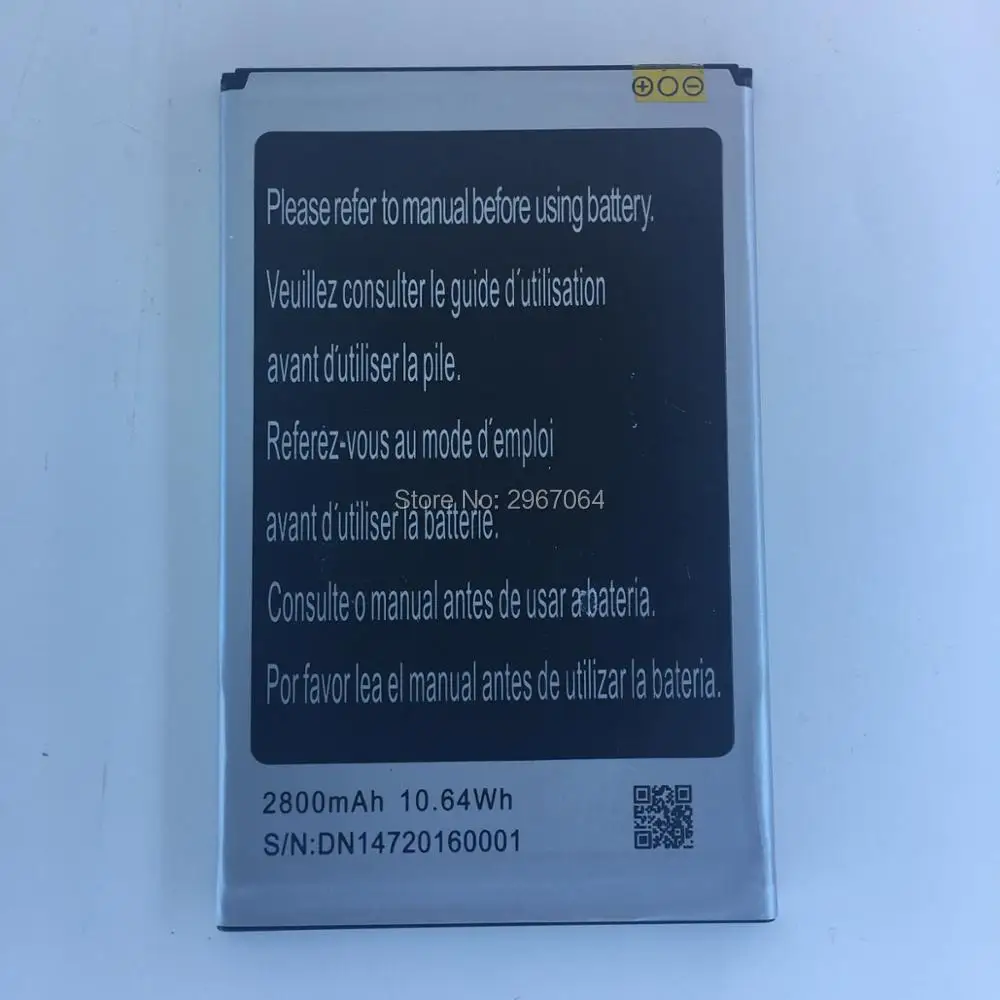 Please refer to manual before using battery.
Veuillez consulter le guide d'utilisation
avant d'utiliser la pile.
Referez-vous au mode d'emploi
Store No: 2967064
avant d'utiliser la batterie.
Consulte o manual antes de usar a bateria.
Por favor lea el manual antes de utilizar la bateria.
2800mAh 10.64Wh
S/N:DN14720160001